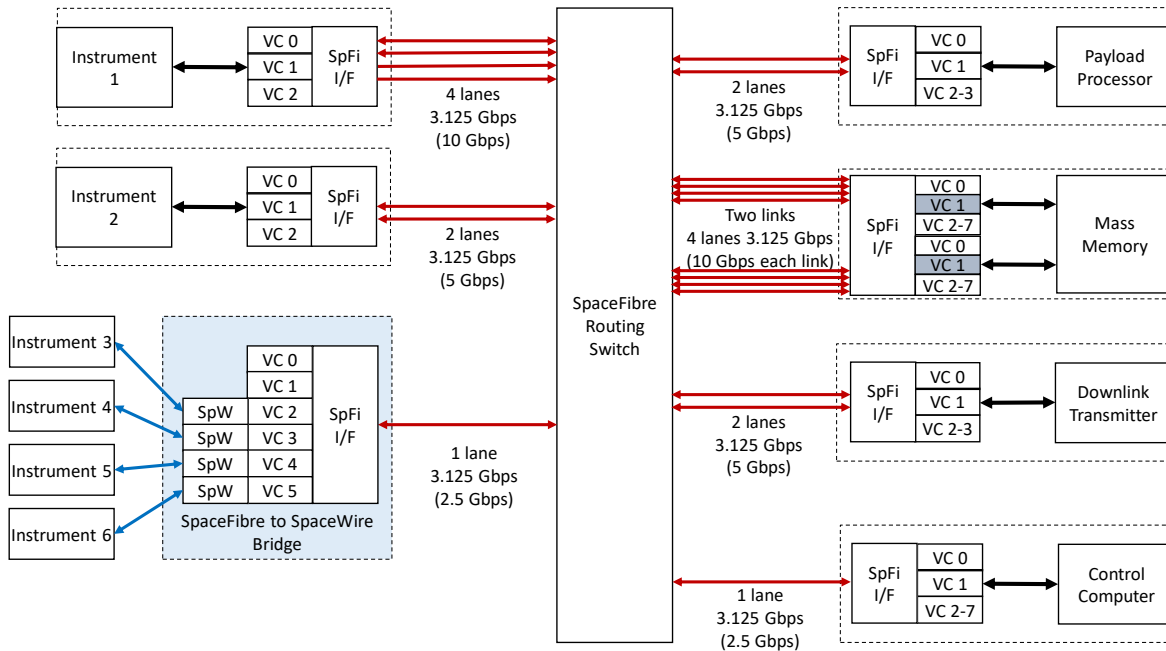 Instrument
1
VC 0
VC 1
VC 2
SpFi
I/F
4 lanes
3.125 Gbps
(10 Gbps)
Instrument
2
VC 0
VC 1
VC 2
SpFi
I/F
2 lanes
3.125 Gbps
(5 Gbps)
Instrument 3
Instrument 4
Instrument 5
Instrument 6
VC 0
VC 1
SpW
VC 2
SpW
VC 3
SpW
VC 4
SpW
VC 5
SpFi
I/F
SpaceFibre to SpaceWire
Bridge
1 lane
3.125 Gbps
(2.5 Gbps)
SpaceFibre
Routing
Switch
2 lanes
3.125 Gbps
(5 Gbps)
SpFi
I/F
VC 0
VC 1
VC 2-3
Payload
Processor
Two links
4 lanes 3.125 Gbps
(10 Gbps each link)
SpFi
I/F
VC 0
VC 1
VC 2-7
VC 0
VC 1
VC 2-7
Mass
Memory
2 lanes
3.125 Gbps
(5 Gbps)
SpFi
I/F
VC 0
VC 1
VC 2-3
Downlink
Transmitter
1 lane
3.125 Gbps
(2.5 Gbps)
SpFi
I/F
VC 0
VC 1
VC 2-7
Control
Computer